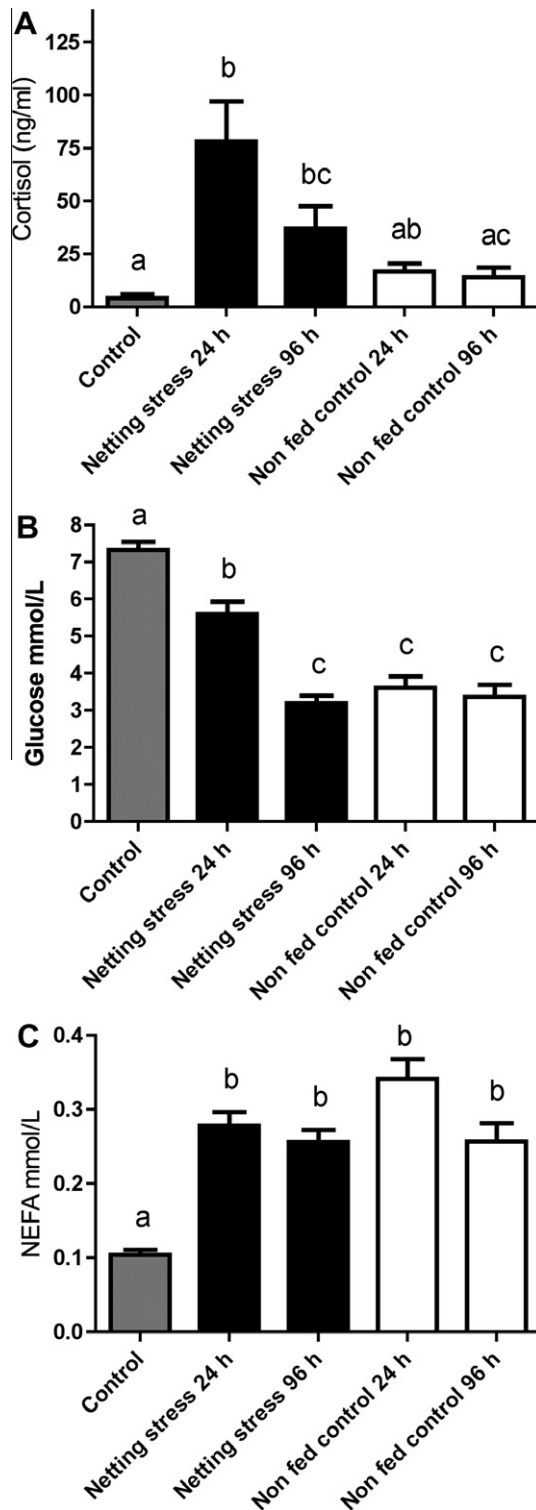 A
Cortisol (ng/ml)
125
100
75
50
25
0
a
b
bc
ab
ac
Control
Netting stress 24 h
Netting stress 96 h
Non fed control 24 h
Non fed control 96 h
B
Glucose mmol/L
8
7
6
5
4
3
2
1
0
a
b
c
c
c
Control
Netting stress 24 h
Netting stress 96 h
Non fed control 24 h
Non fed control 96 h
C
NEFA mmol/L
0.4
0.3
0.2
0.1
0.0
a
b
b
b
b
Control
Netting stress 24 h
Netting stress 96 h
Non fed control 24 h
Non fed control 96 h